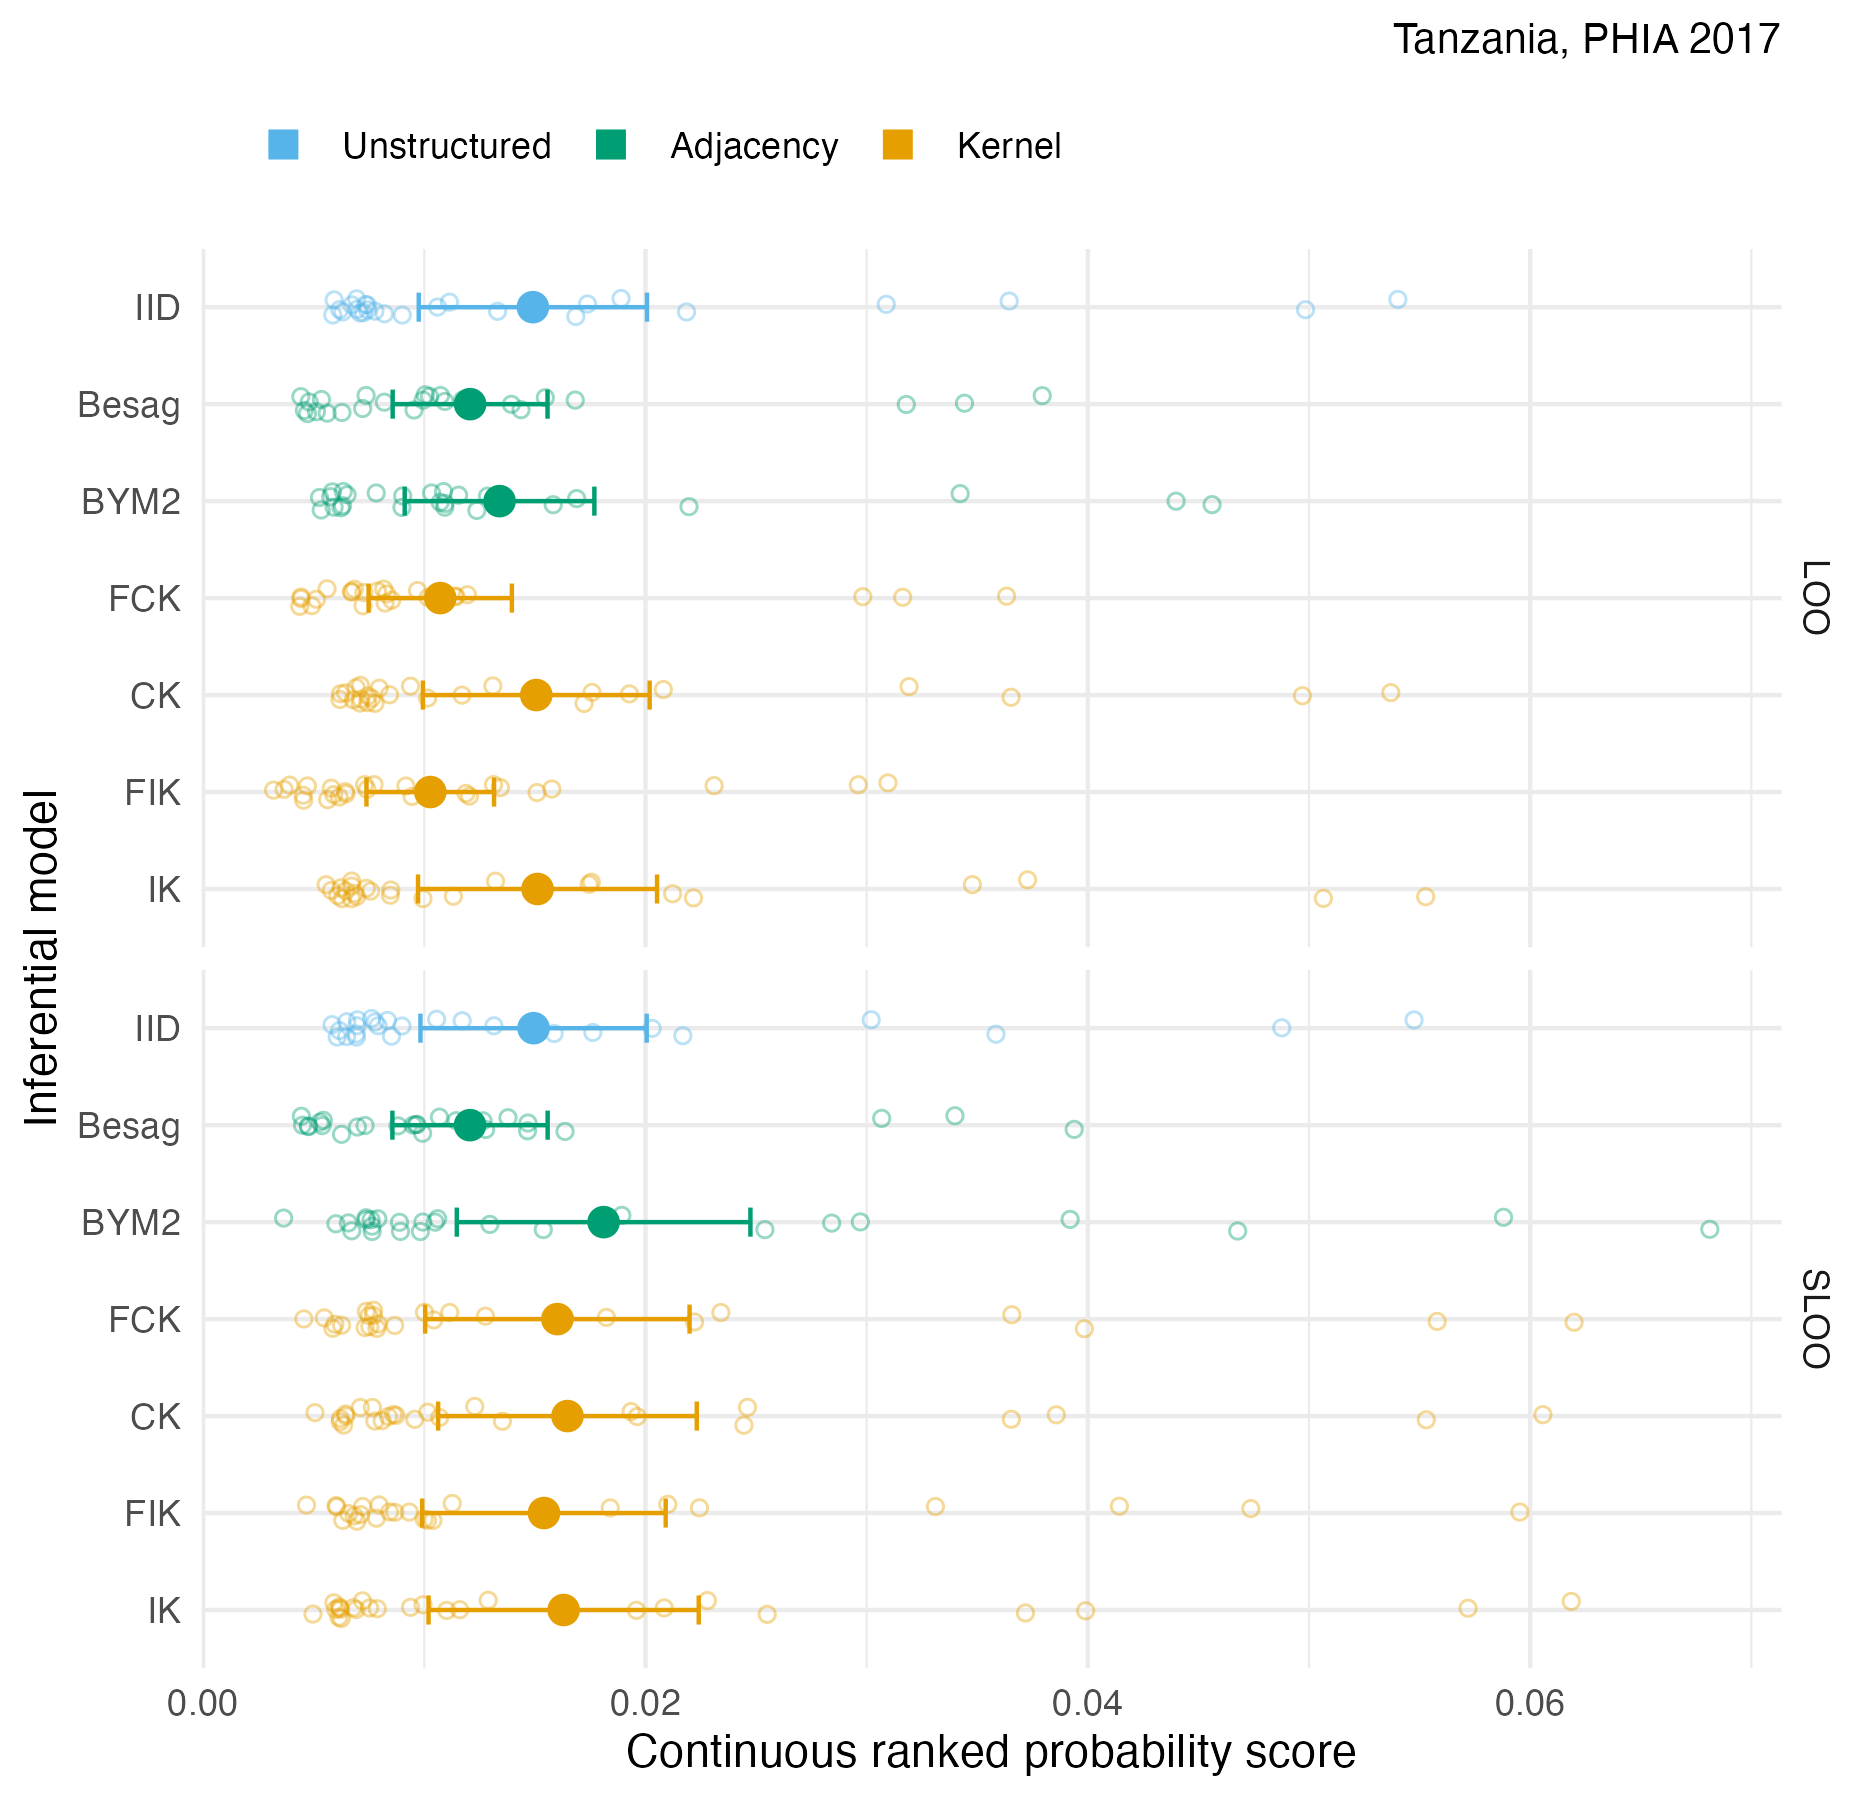 Tanzania, PHIA 2017
Unstructured Adjacency Kernel
IID
Besag
BYM2
FCK
CK
FIK
IK
LOO
IID
Besag
BYM2
FCK
CK
FIK
IK
SLOO
Inferential model
0.00 0.02 0.04 0.06
Continuous ranked probability score